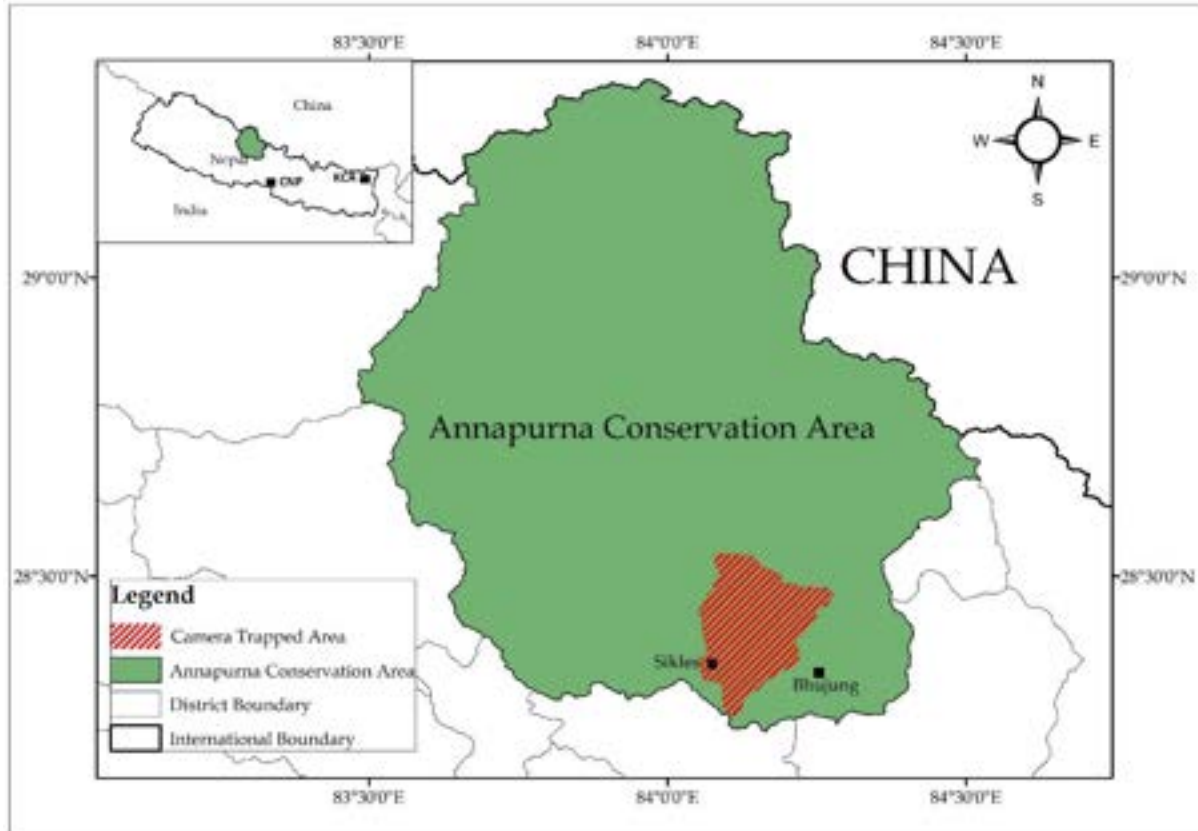 83°30'0"E 84°0'0"E 84°30'0"E
China
Nepal
CNP
KCA
India
N
W E
S
29°0'0"N 29°0'0"N
CHINA
Annapurna Conservation Area
28°30'0"N 28°30'0"N
Legend
Camera Trapped Area
Annapurna Conservation Area
District Boundary
International Boundary
Sikles
Bhujung
83°30'0"E 84°0'0"E 84°30'0"E